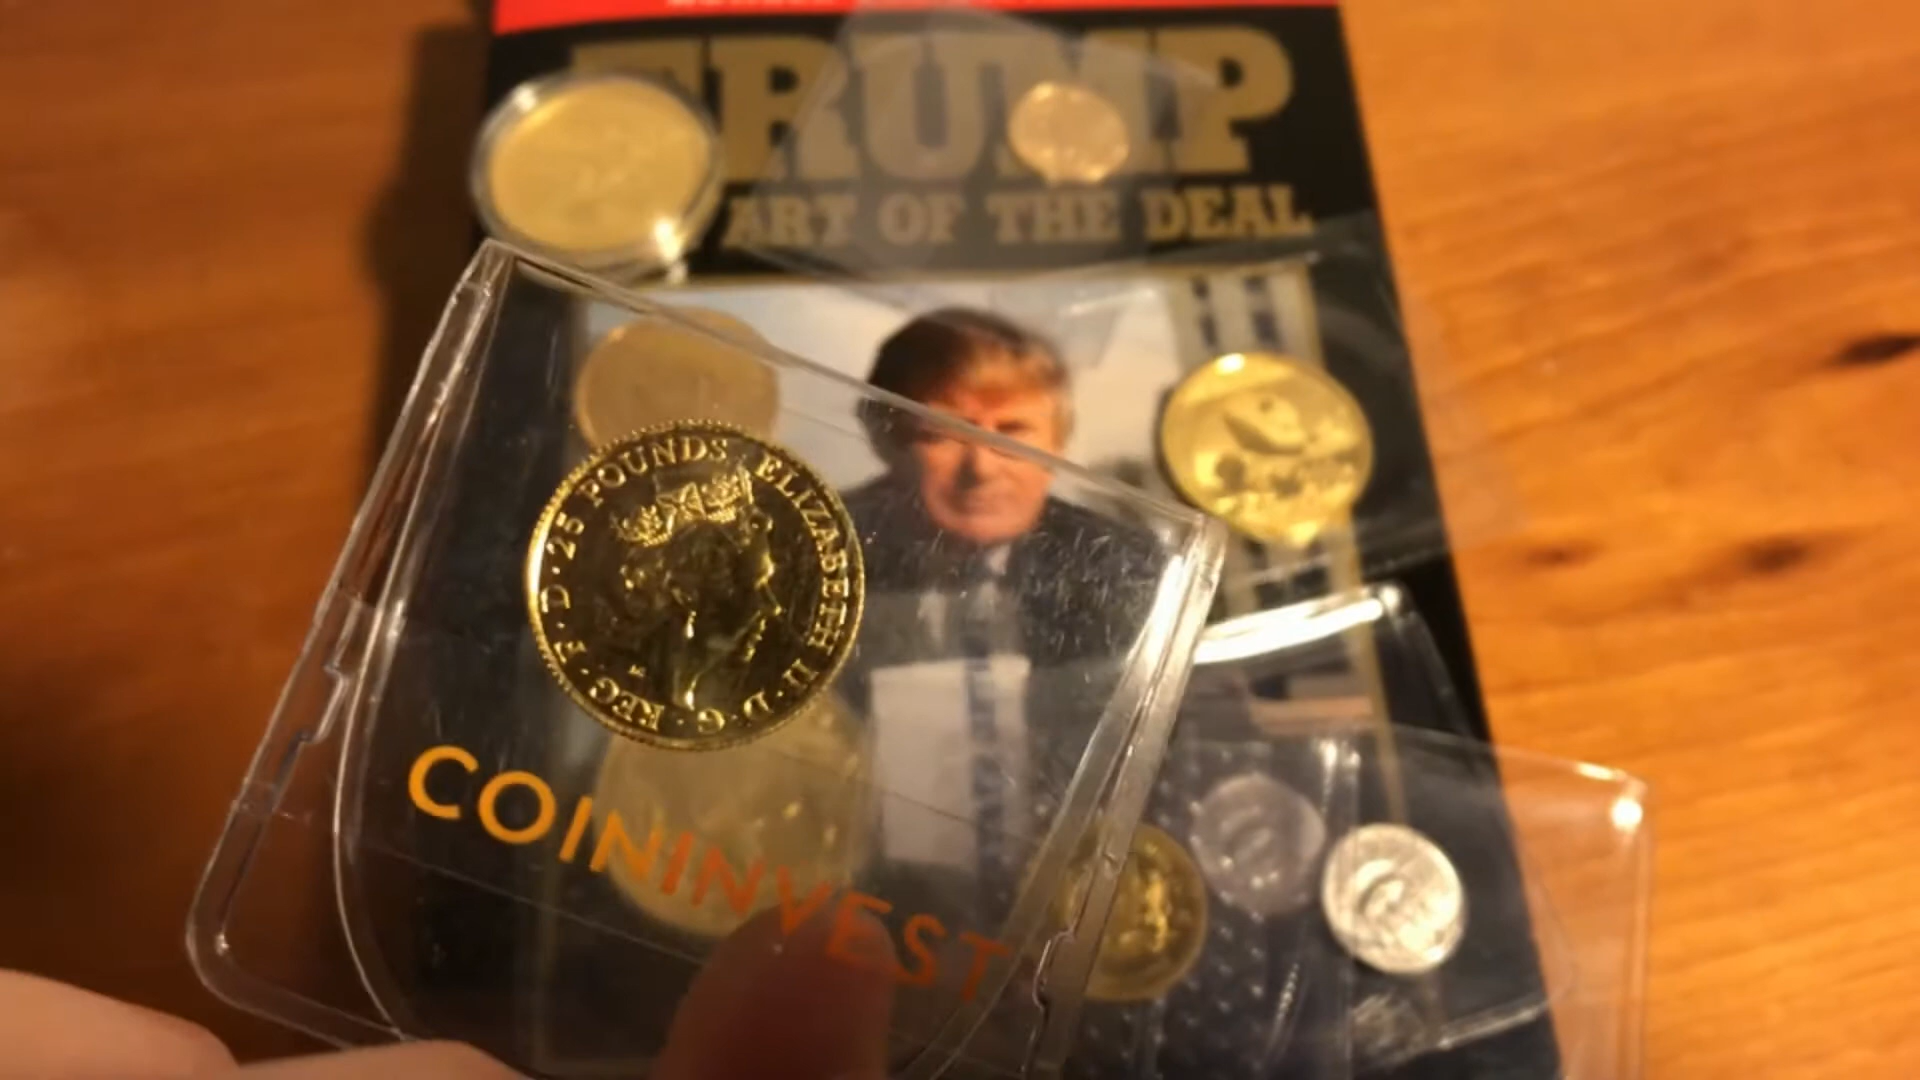 TRUMP
ART OF THE DEAL
REG · F · D · 25 POUNDS · ELIZABETH II · D · G ·
COININVEST